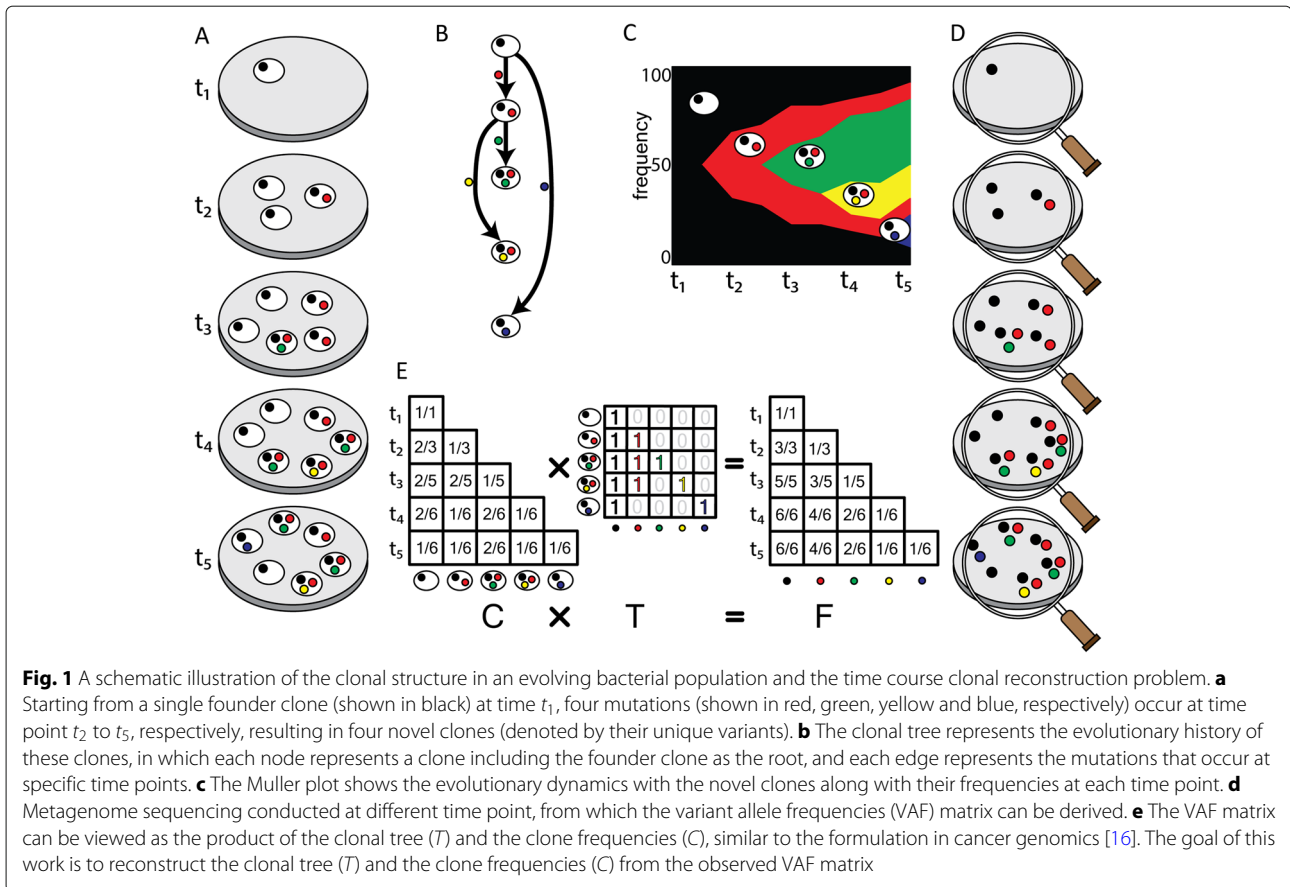 A
B
C
D
t1
t2
t3
t4
t5
100
50
0
frequency
t1 t2 t3 t4 t5
E
t1 1/1
t2 2/3 1/3
t3 2/5 2/5 1/5
t4 2/6 1/6 2/6 1/6
t5 1/6 1/6 2/6 1/6 1/6
×
1 0 0 0 0
1 1 0 0 0
1 1 1 0 0
1 1 0 1 0
1 0 0 0 1
=
t1 1/1
t2 3/3 1/3
t3 5/5 3/5 1/5
t4 6/6 4/6 2/6 1/6
t5 6/6 4/6 2/6 1/6 1/6
C × T = F
Fig. 1 A schematic illustration of the clonal structure in an evolving bacterial population and the time course clonal reconstruction problem. a
Starting from a single founder clone (shown in black) at time t1, four mutations (shown in red, green, yellow and blue, respectively) occur at time
point t2 to t5, respectively, resulting in four novel clones (denoted by their unique variants). b The clonal tree represents the evolutionary history of
these clones, in which each node represents a clone including the founder clone as the root, and each edge represents the mutations that occur at
specific time points. c The Muller plot shows the evolutionary dynamics with the novel clones along with their frequencies at each time point. d
Metagenome sequencing conducted at different time point, from which the variant allele frequencies (VAF) matrix can be derived. e The VAF matrix
can be viewed as the product of the clonal tree (T) and the clone frequencies (C), similar to the formulation in cancer genomics [16]. The goal of this
work is to reconstruct the clonal tree (T) and the clone frequencies (C) from the observed VAF matrix